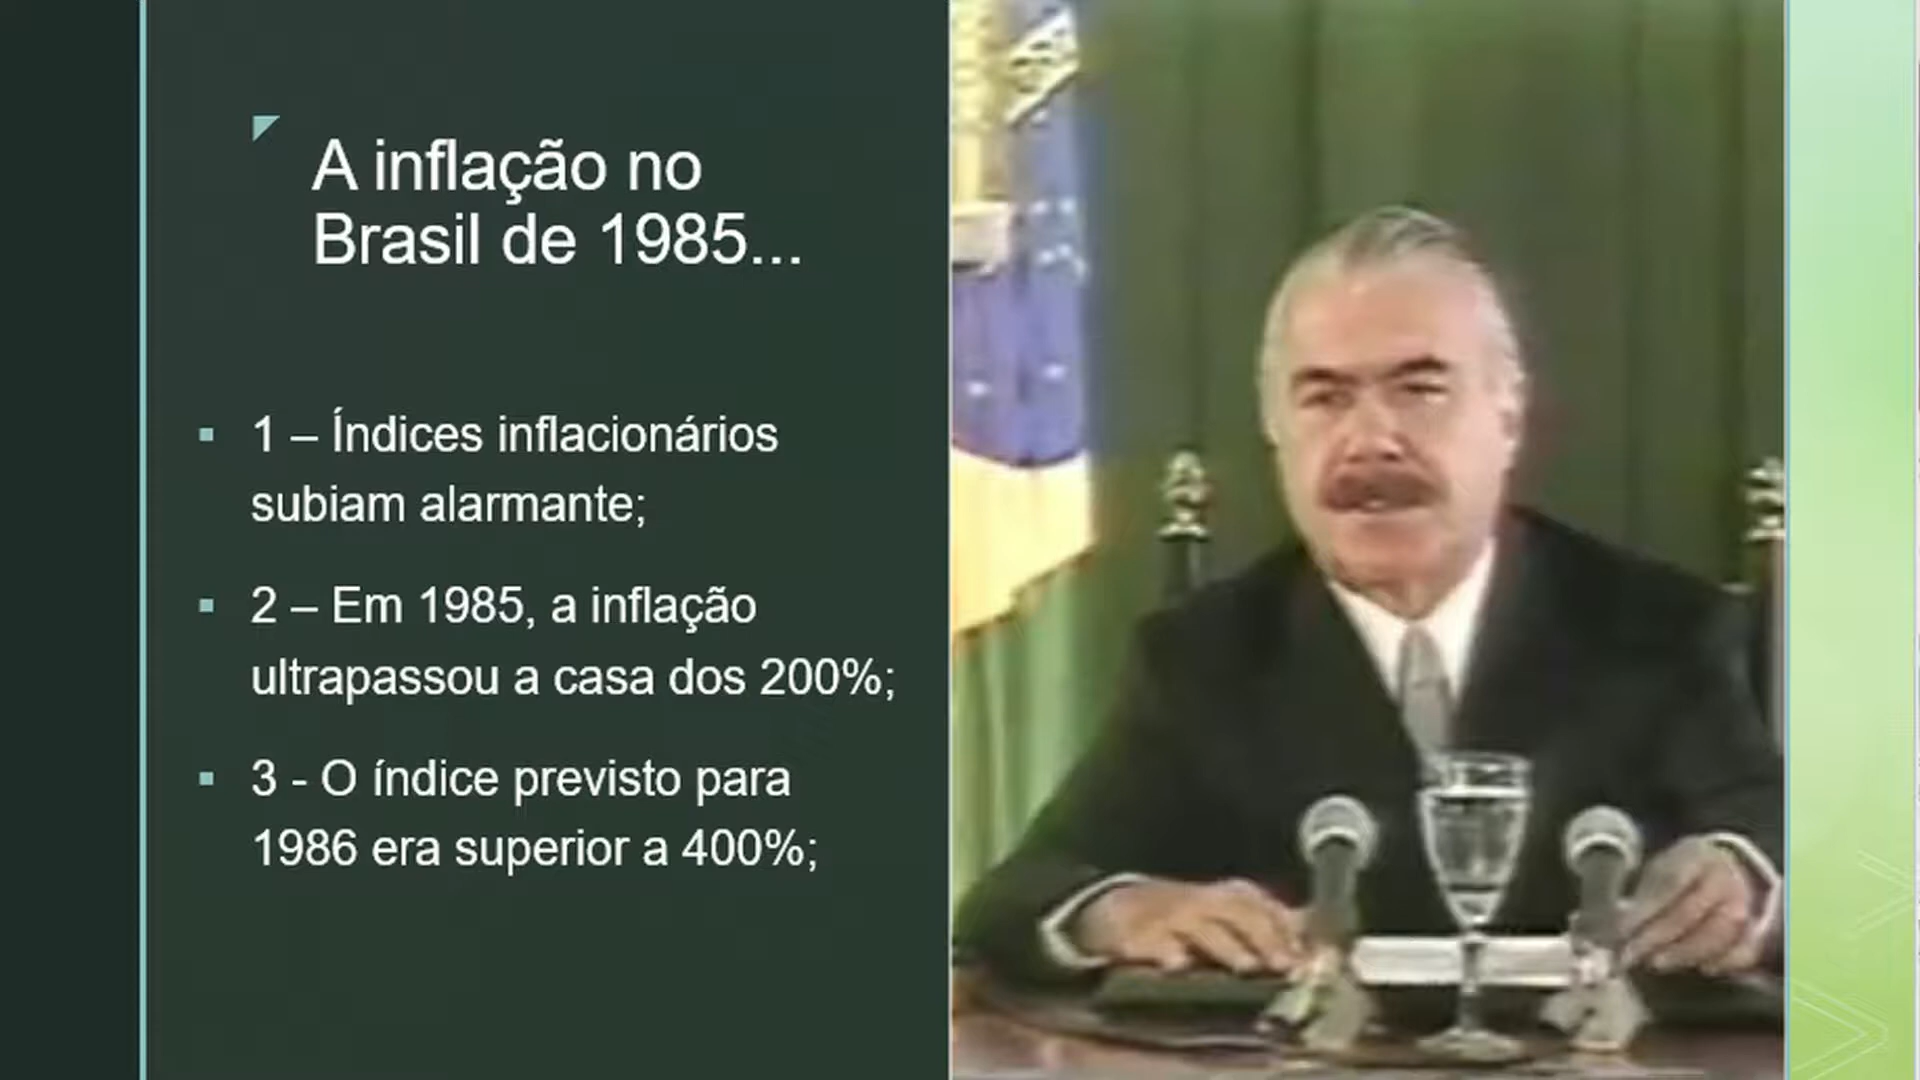 A inflação no
Brasil de 1985...
1 – Índices inflacionários
subiam alarmante;
2 – Em 1985, a inflação
ultrapassou a casa dos 200%;
3 - O índice previsto para
1986 era superior a 400%;